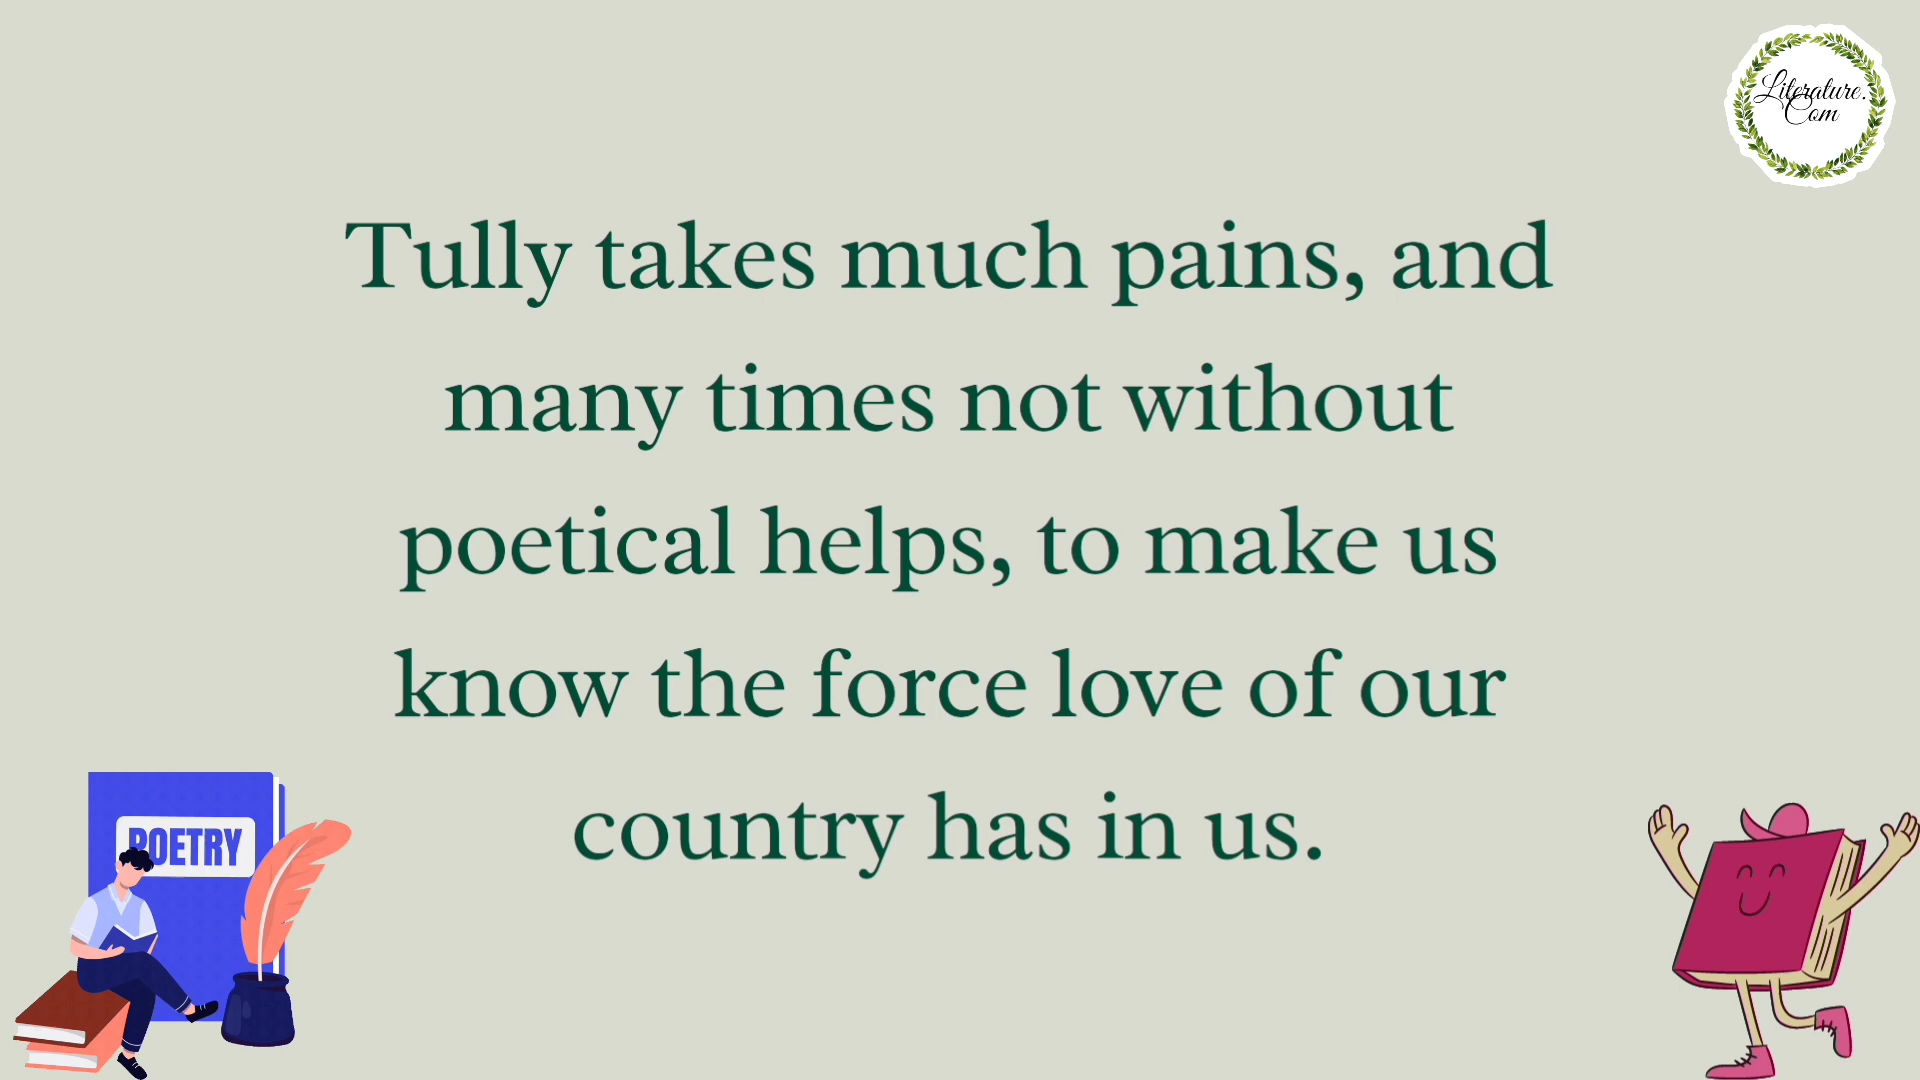 Literature.
Com
Tully takes much pains, and
many times not without
poetical helps, to make us
know the force love of our
country has in us.
POETRY